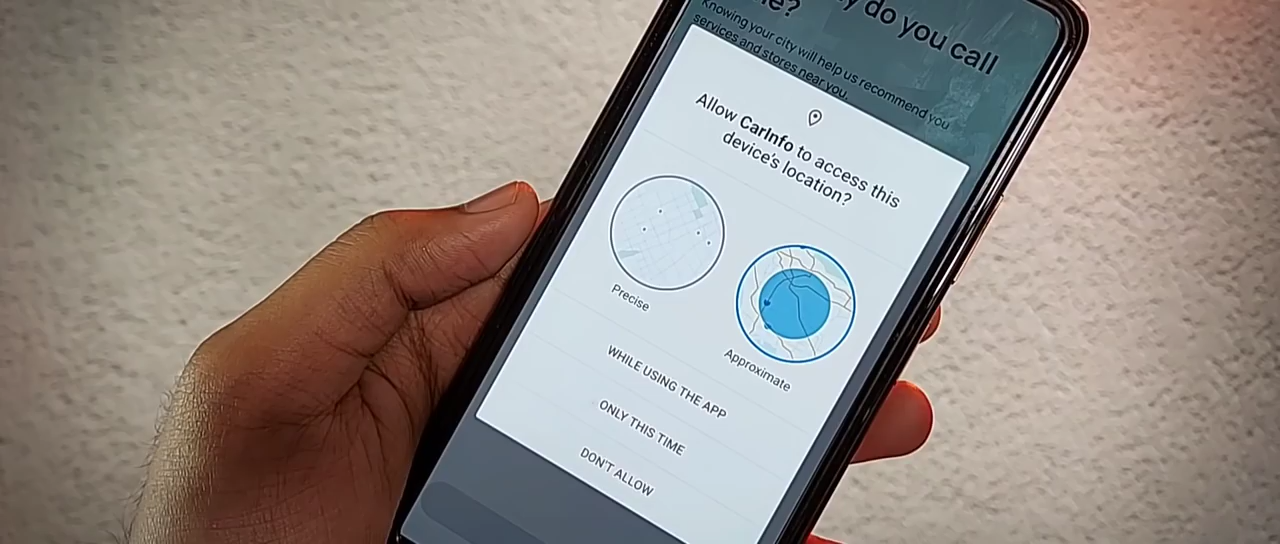 y do you call
me?
Knowing your city will help us recommend you
services and stores near you.
Allow CarInfo to access this
device's location?
Precise
Approximate
WHILE USING THE APP
ONLY THIS TIME
DON'T ALLOW